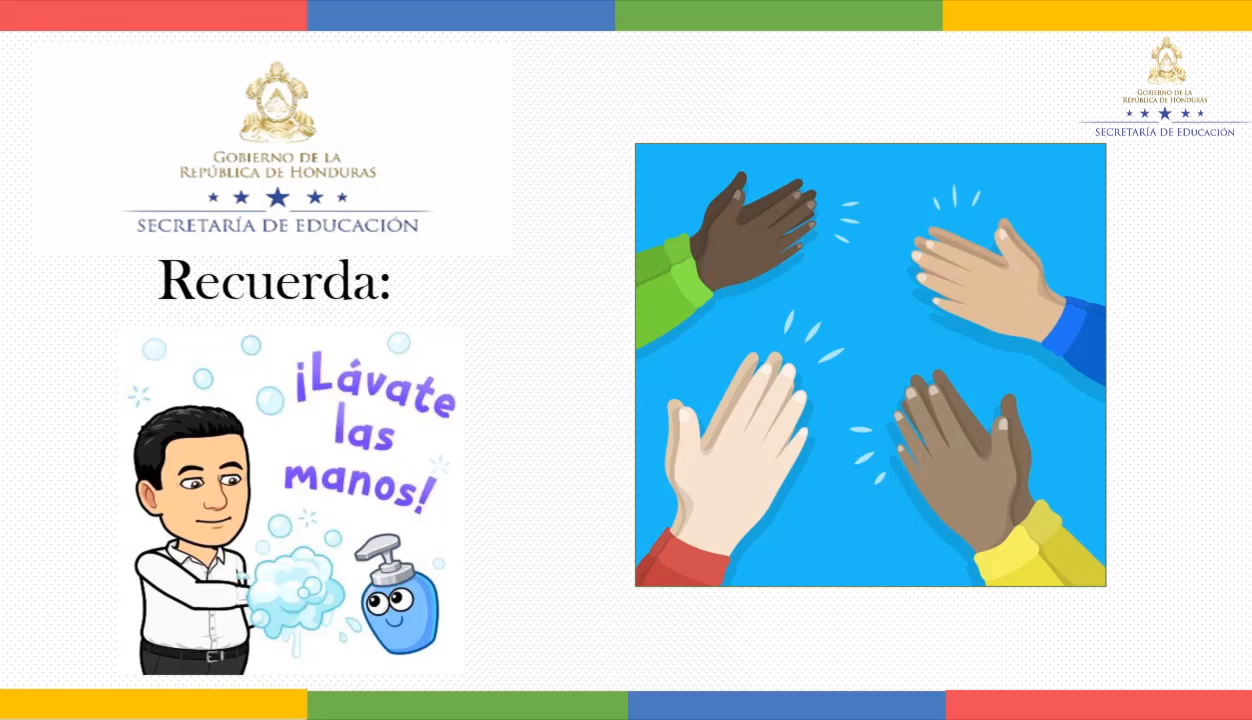 GOBIERNO DE LA
REPÚBLICA DE HONDURAS
SECRETARÍA DE EDUCACIÓN
Recuerda:
¡Lávate
las
manos!
GOBIERNO DE LA
REPÚBLICA DE HONDURAS
SECRETARÍA DE EDUCACIÓN